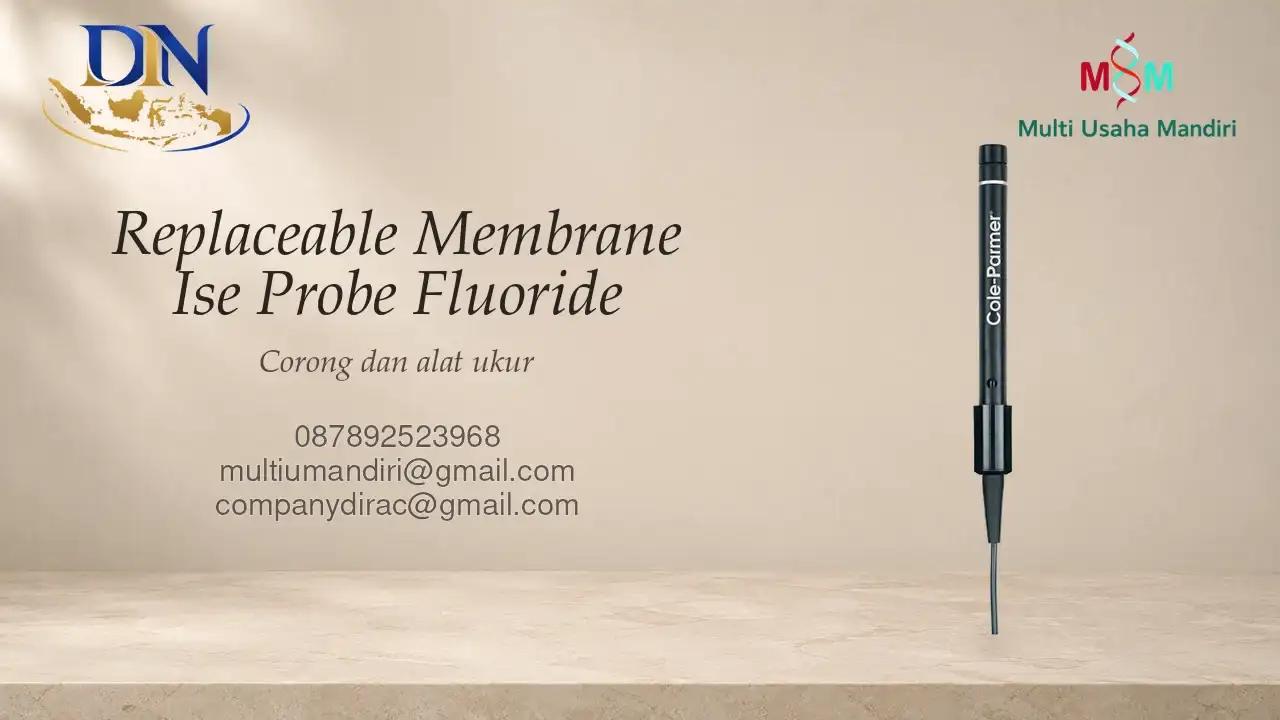 DIN
M M
Multi Usaha Mandiri
Replaceable Membrane
Ise Probe Fluoride
Corong dan alat ukur
087892523968
multiumandiri@gmail.com
companydirac@gmail.com
Cole-Parmer